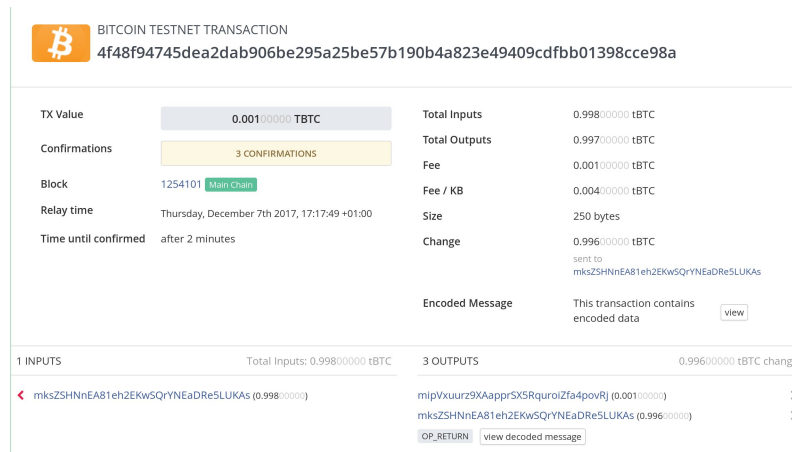 BITCOIN TESTNET TRANSACTION
4f48f94745dea2dab906be295a25be57b190b4a823e49409cdfbb01398cce98a
TX Value
0.00100000 TBTC
Confirmations
3 CONFIRMATIONS
Block
1254101 Main Chain
Relay time
Thursday, December 7th 2017, 17:17:49 +01:00
Time until confirmed
after 2 minutes
Total Inputs
0.99800000 tBTC
Total Outputs
0.99700000 tBTC
Fee
0.00100000 tBTC
Fee / KB
0.00400000 tBTC
Size
250 bytes
Change
0.99600000 tBTC
sent to
mksZSHNnEA81eh2EKwSQrYNEaDRe5LUKAs
Encoded Message
This transaction contains
encoded data
view
1 INPUTS
Total Inputs: 0.99800000 tBTC
mksZSHNnEA81eh2EKwSQrYNEaDRe5LUKAs (0.99800000)
3 OUTPUTS
0.99600000 tBTC chang
mipVxuurz9XAapprSX5RquroiZfa4povRj (0.00100000)
mksZSHNnEA81eh2EKwSQrYNEaDRe5LUKAs (0.99600000)
OP_RETURN view decoded message